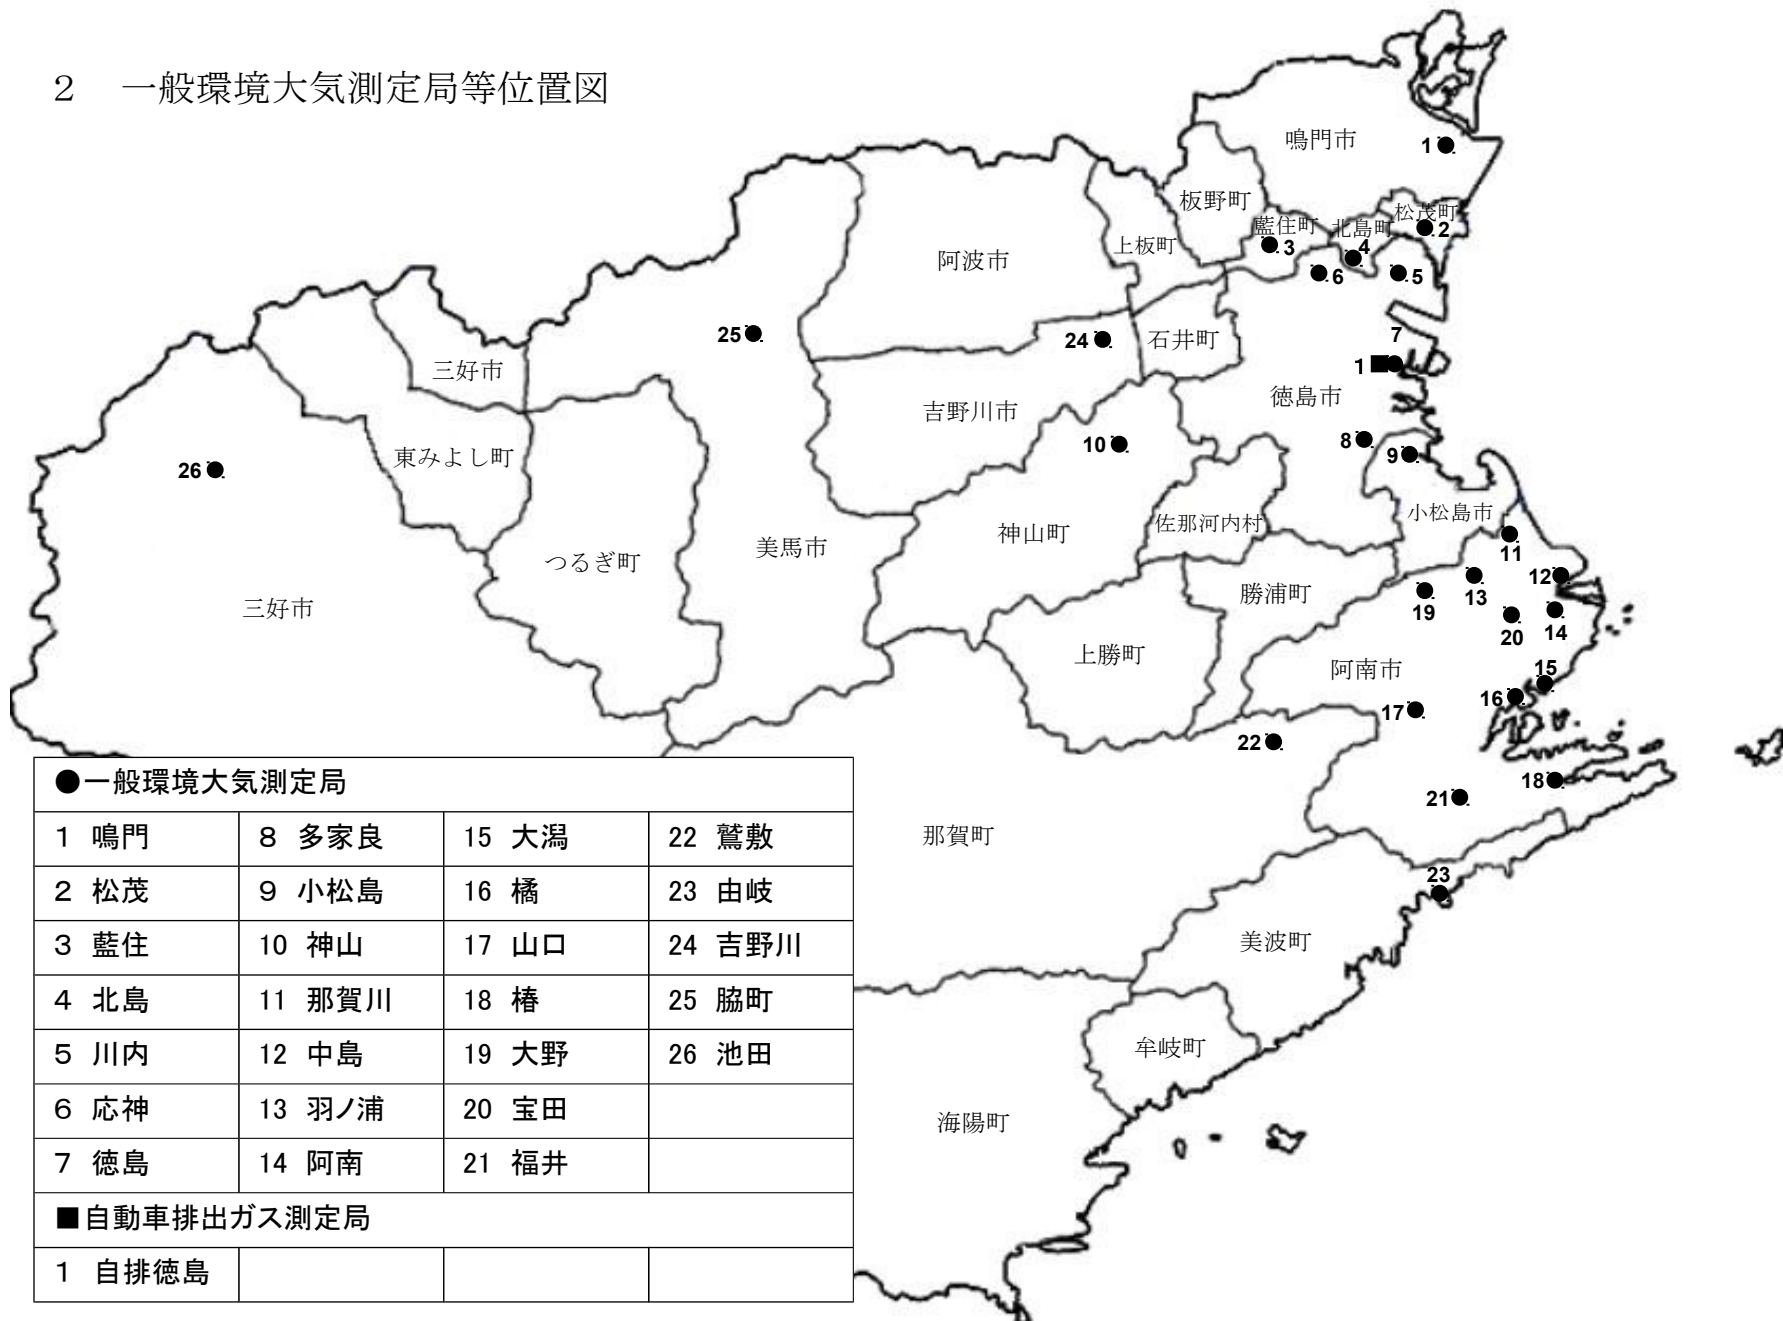 ２　一般環境大気測定局等位置図
鳴門市
1
板野町
松茂町
2
藍住町
3
北島町
4
上板町
阿波市
6
5
25
24
石井町
7
1
三好市
吉野川市
徳島市
10
8
9
東みよし町
26
小松島市
佐那河内村
神山町
11
美馬市
つるぎ町
12
13
勝浦町
19
14
20
三好市
上勝町
阿南市
15
16
17
22
18
21
那賀町
23
美波町
牟岐町
海陽町
●一般環境大気測定局
1 鳴門 8 多家良 15 大潟 22 鷲敷
2 松茂 9 小松島 16 橘 23 由岐
3 藍住 10 神山 17 山口 24 吉野川
4 北島 11 那賀川 18 椿 25 脇町
5 川内 12 中島 19 大野 26 池田
6 応神 13 羽ノ浦 20 宝田
7 徳島 14 阿南 21 福井
■自動車排出ガス測定局
1 自排徳島